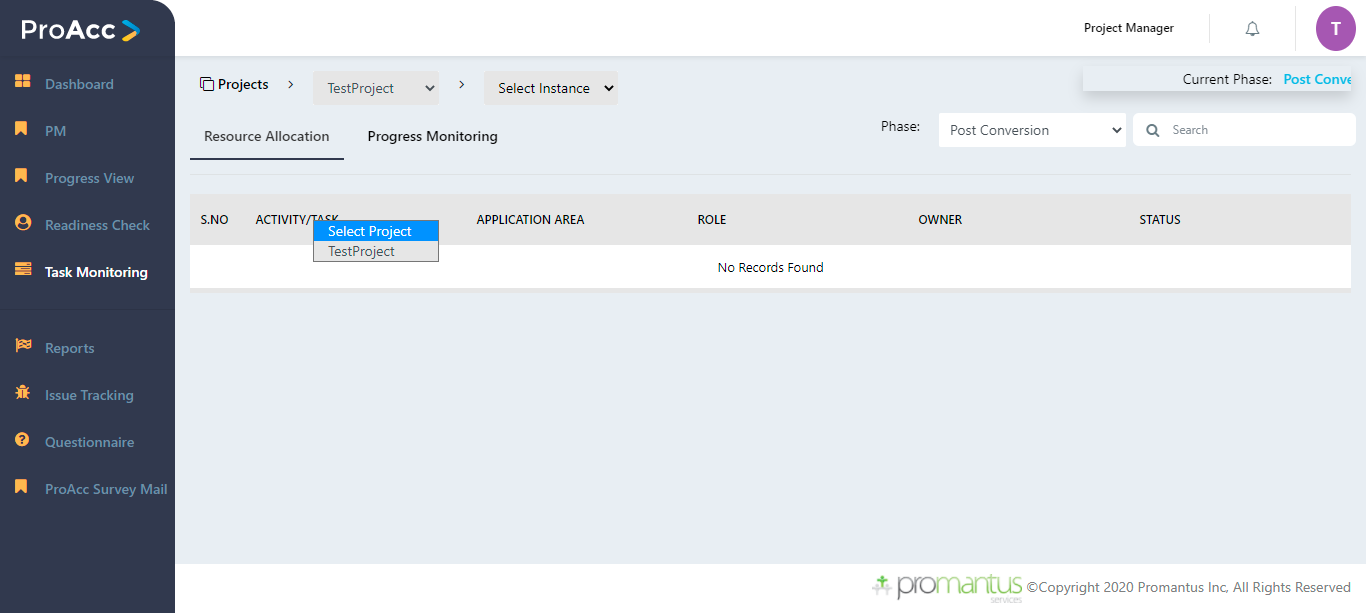 ProAcc
Project Manager
T
Dashboard
PM
Progress View
Readiness Check
Task Monitoring
Reports
Issue Tracking
Questionnaire
ProAcc Survey Mail
Projects > TestProject > Select Instance
Current Phase: Post Conve
Resource Allocation Progress Monitoring
Phase: Post Conversion Search
S.NO ACTIVITY/TASK APPLICATION AREA ROLE OWNER STATUS
Select Project
TestProject
No Records Found
promantus
services
©Copyright 2020 Promantus Inc, All Rights Reserved